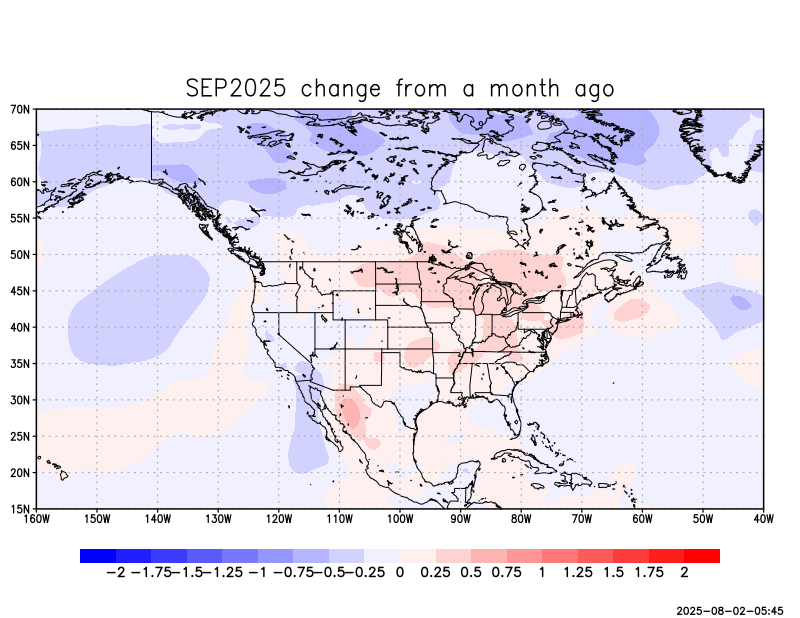 SEP2025 change from a month ago
70N
65N
60N
55N
50N
45N
40N
35N
30N
25N
20N
15N
160W 150W 140W 130W 120W 110W 100W 90W 80W 70W 60W 50W 40W
−2 −1.75 −1.5 −1.25 −1 −0.75 −0.5 −0.25 0 0.25 0.5 0.75 1 1.25 1.5 1.75 2
2025-08-02-05:45